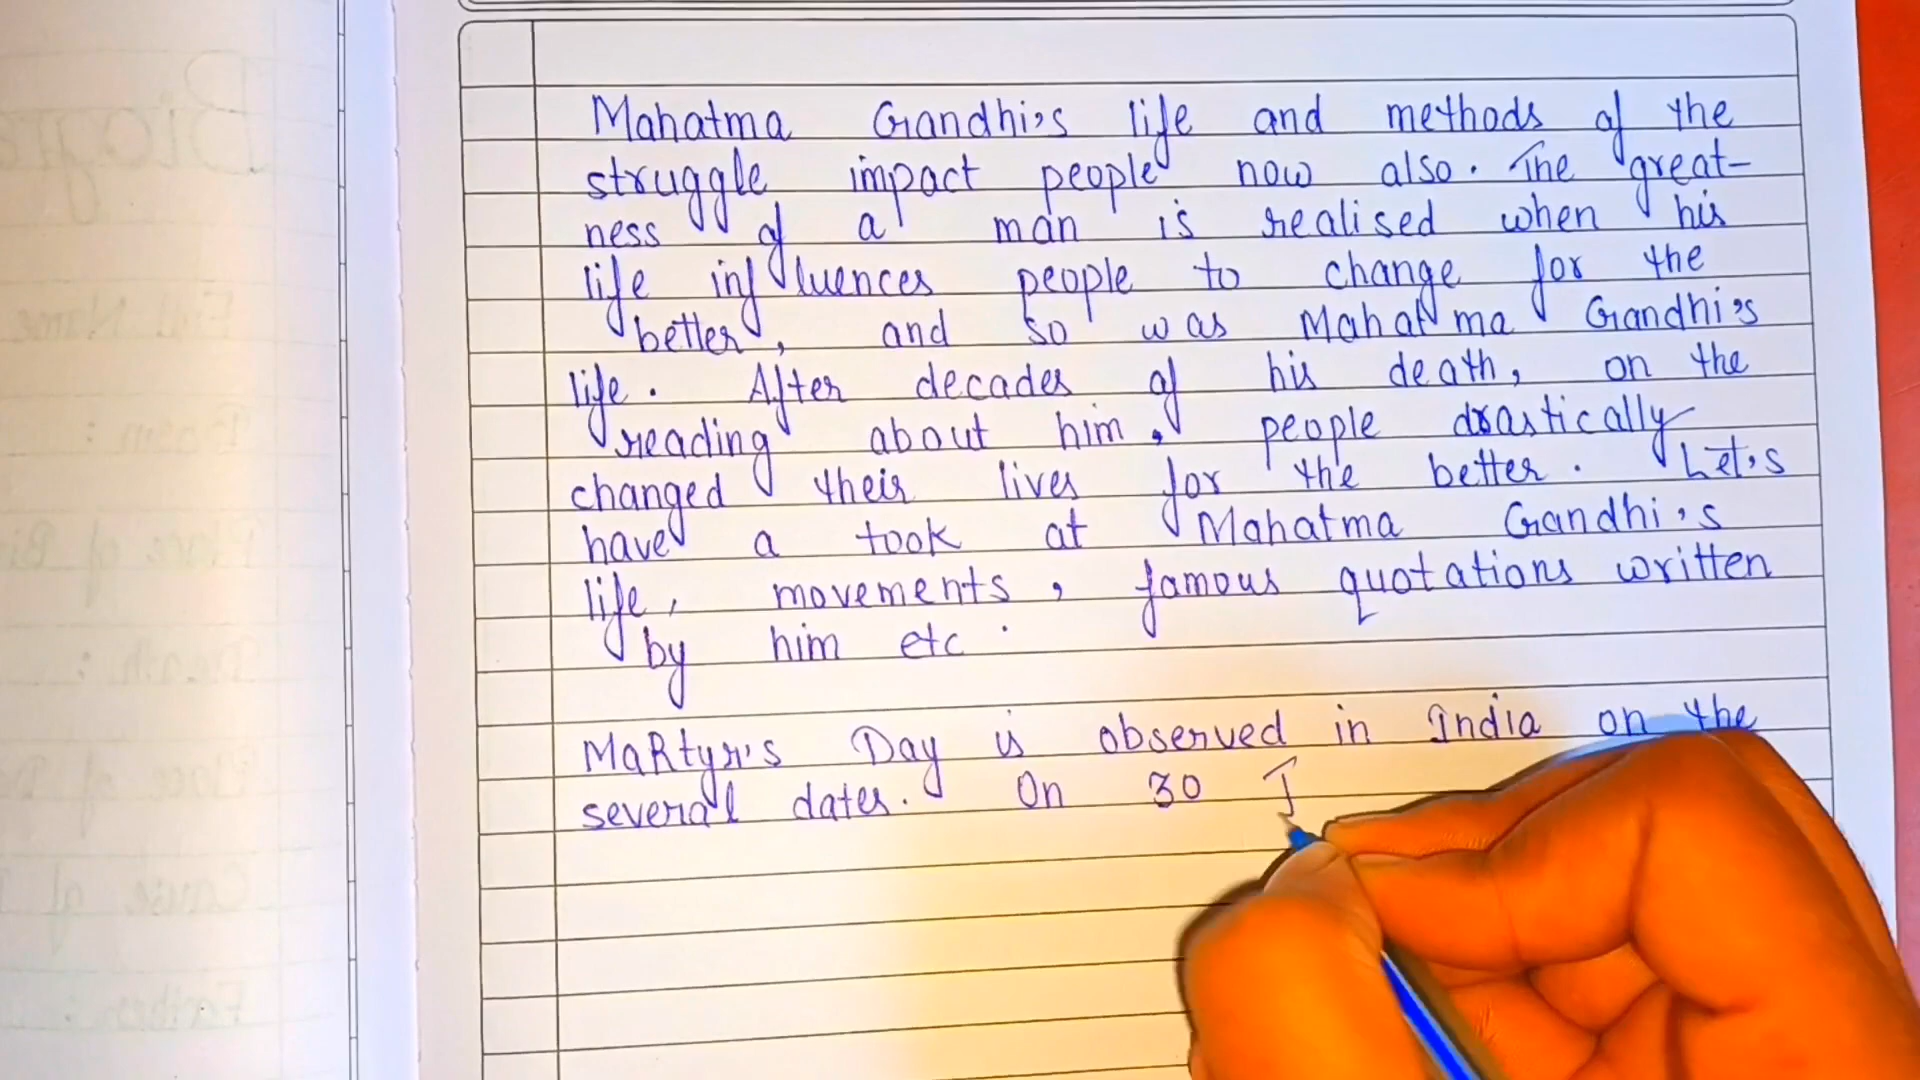 Mahatma Gandhi's life and methods of the
struggle impact people now also. The great-
ness of a man is realised when his
life influences people to change for the
better, and so was Mahatma Gandhi's
life. After decades of his death, on the
reading about him, people drastically
changed their lives for the better. Let's
have a took at Mahatma Gandhi's
life, movements, famous quotations written
by him etc.
MaRtyr's Day is observed in India on the
several dates. On 30 J